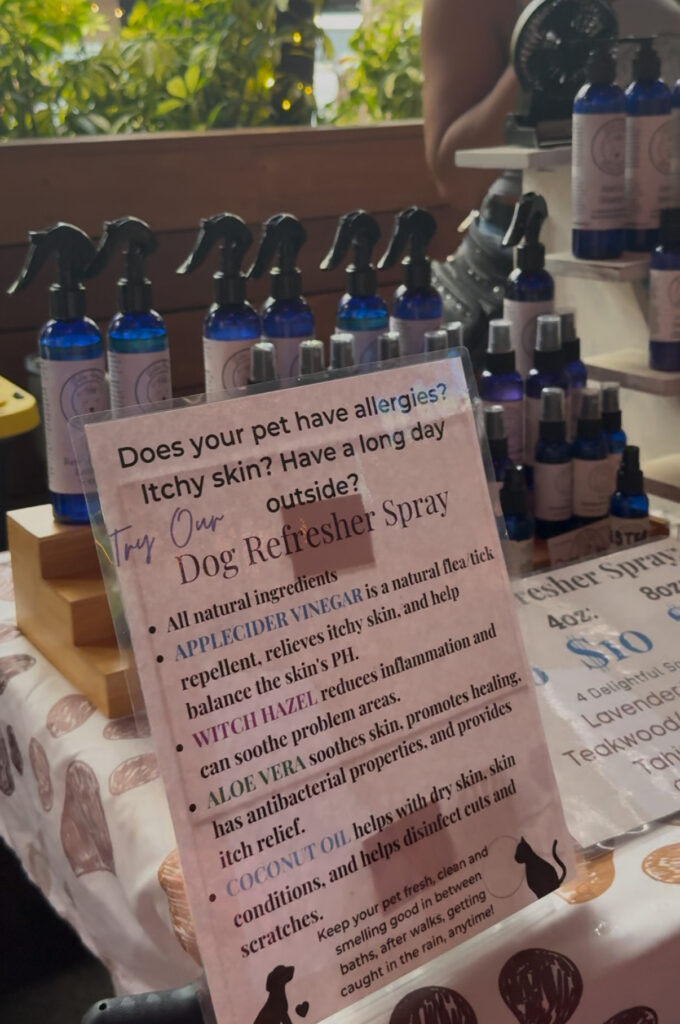 Does your pet have allergies?
Itchy skin? Have a long day
outside?
Try Our
Dog Refresher Spray
• All natural ingredients
• APPLECIDER VINEGAR is a natural flea/tick
repellent, relieves itchy skin, and help
balance the skin's PH.
• WITCH HAZEL reduces inflammation and
can soothe problem areas.
• ALOE VERA soothes skin, promotes healing.
has antibacterial properties, and provides
itch relief.
• COCONUT OIL helps with dry skin, skin
conditions, and helps disinfect cuts and
scratches.
Keep your pet fresh, clean and
smelling good in between
baths, after walks, getting
caught in the rain, anytime!
resher Spray
4oz: 8oz
$10
4 Delightful
Lavender
Teakwood